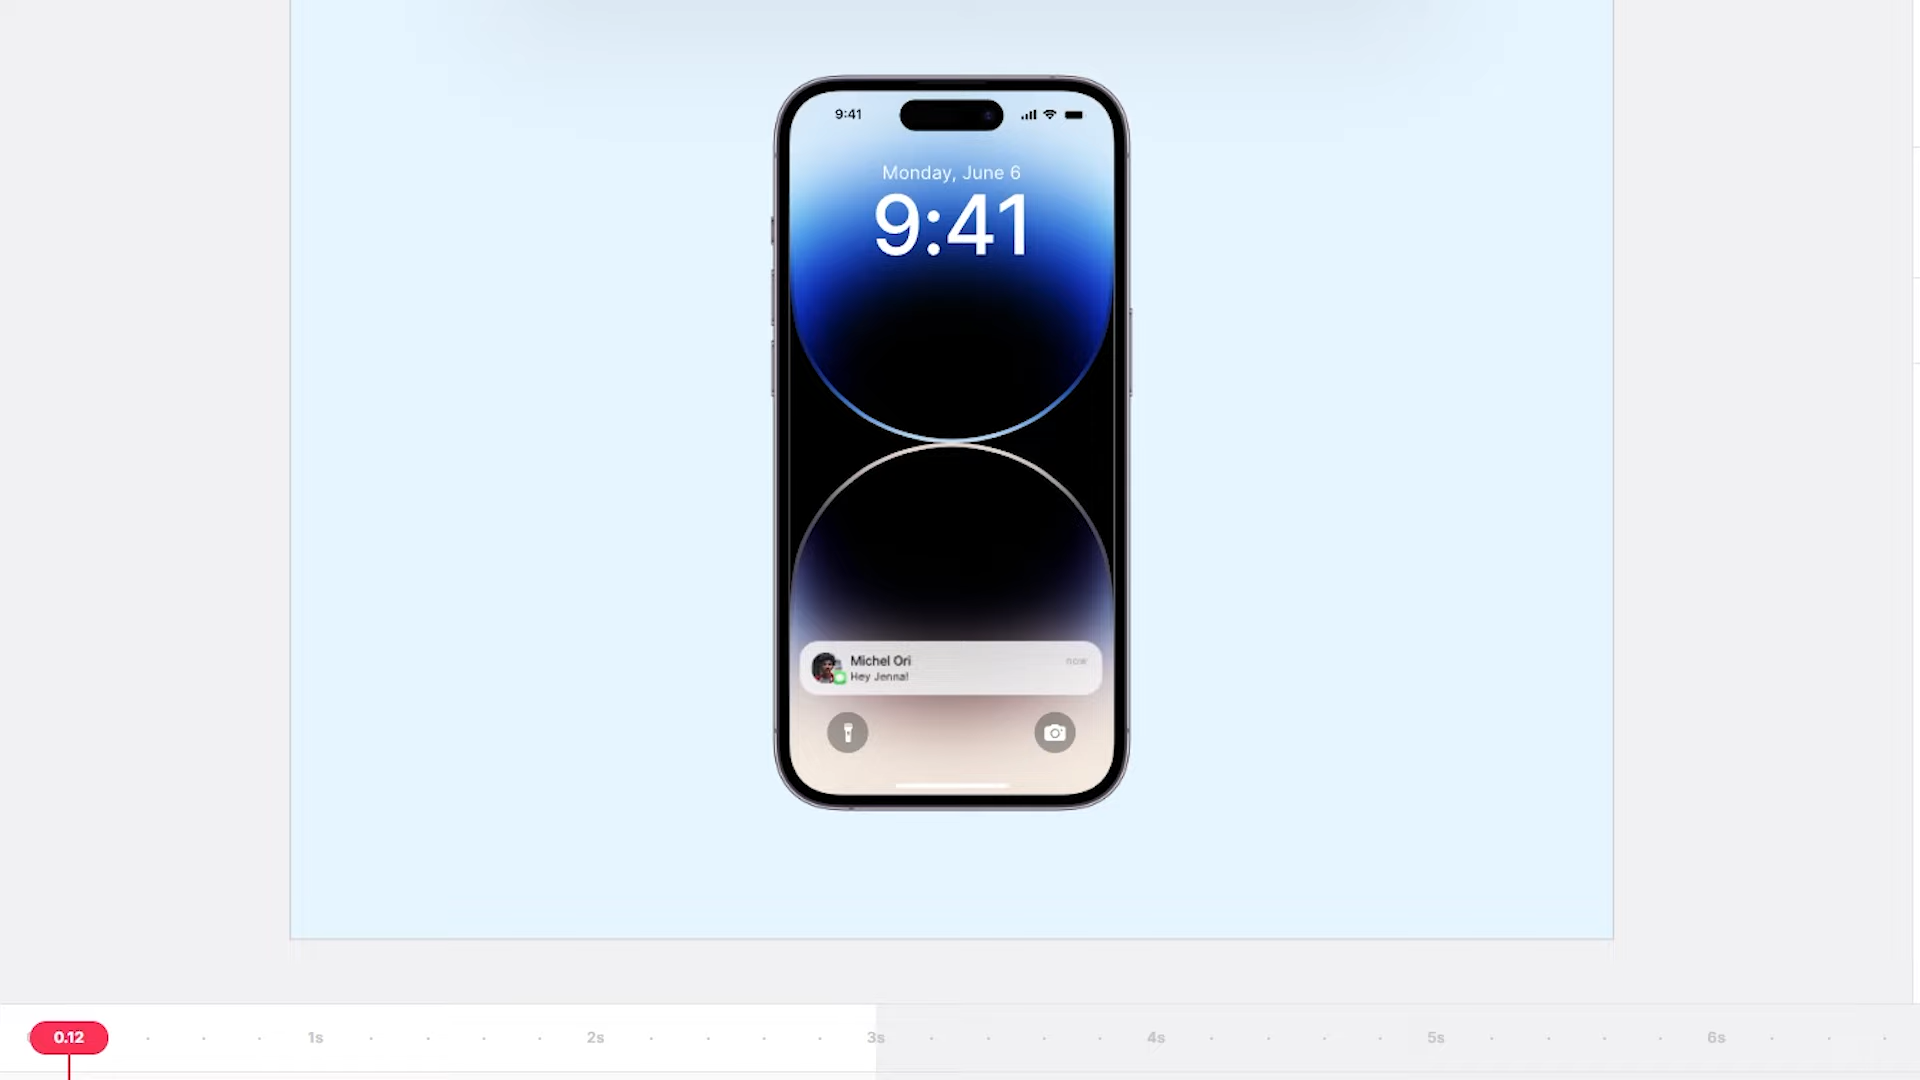 9:41
Monday, June 6
9:41
Michel Ori
now
Hey Jenna!
0.12
1s
2s
3s
4s
5s
6s